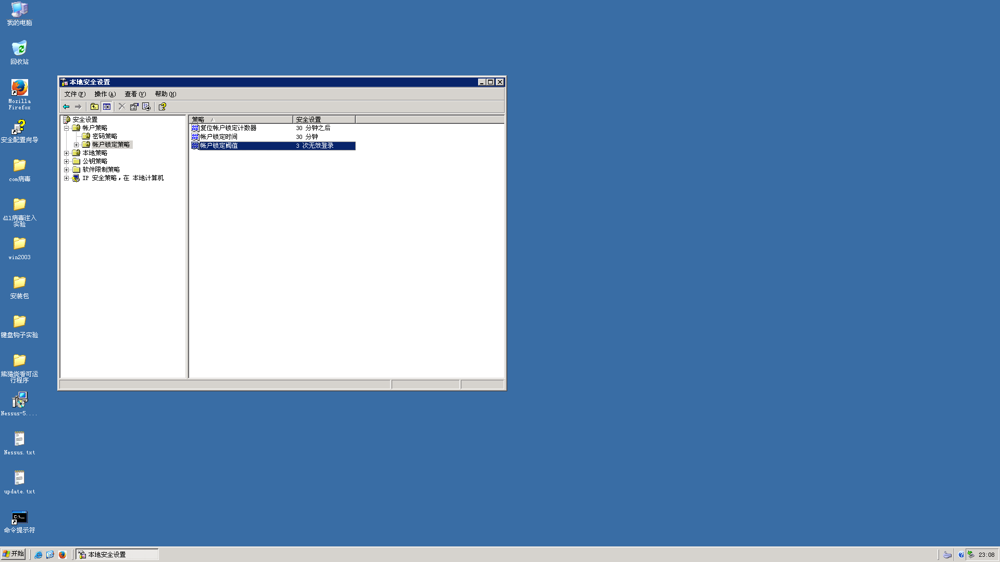 我的电脑
回收站
Mozilla
Firefox
安全配置向导
com病毒
dll病毒注入
实验
win2003
安装包
键盘钩子实验
熊猫烧香可运
行程序
Nessus-5....
Nessus.txt
update.txt
C:\_
命令提示符
本地安全设置
文件(F) 操作(A) 查看(V) 帮助(H)
安全设置
帐户策略
密码策略
帐户锁定策略
本地策略
公钥策略
软件限制策略
IP 安全策略，在 本地计算机
策略 安全设置
复位帐户锁定计数器 30 分钟之后
帐户锁定时间 30 分钟
帐户锁定阈值 3 次无效登录
开始 本地安全设置 23:08